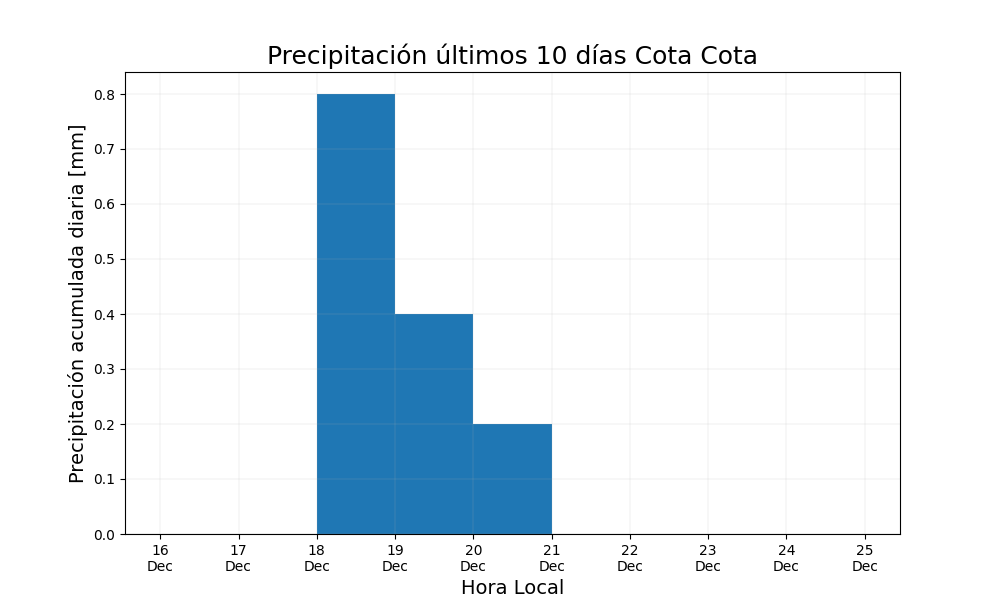 Precipitación últimos 10 días Cota Cota
Precipitación acumulada diaria [mm]
0.8
0.7
0.6
0.5
0.4
0.3
0.2
0.1
0.0
16 17 18 19 20 21 22 23 24 25
Dec Dec Dec Dec Dec Dec Dec Dec Dec Dec
Hora Local